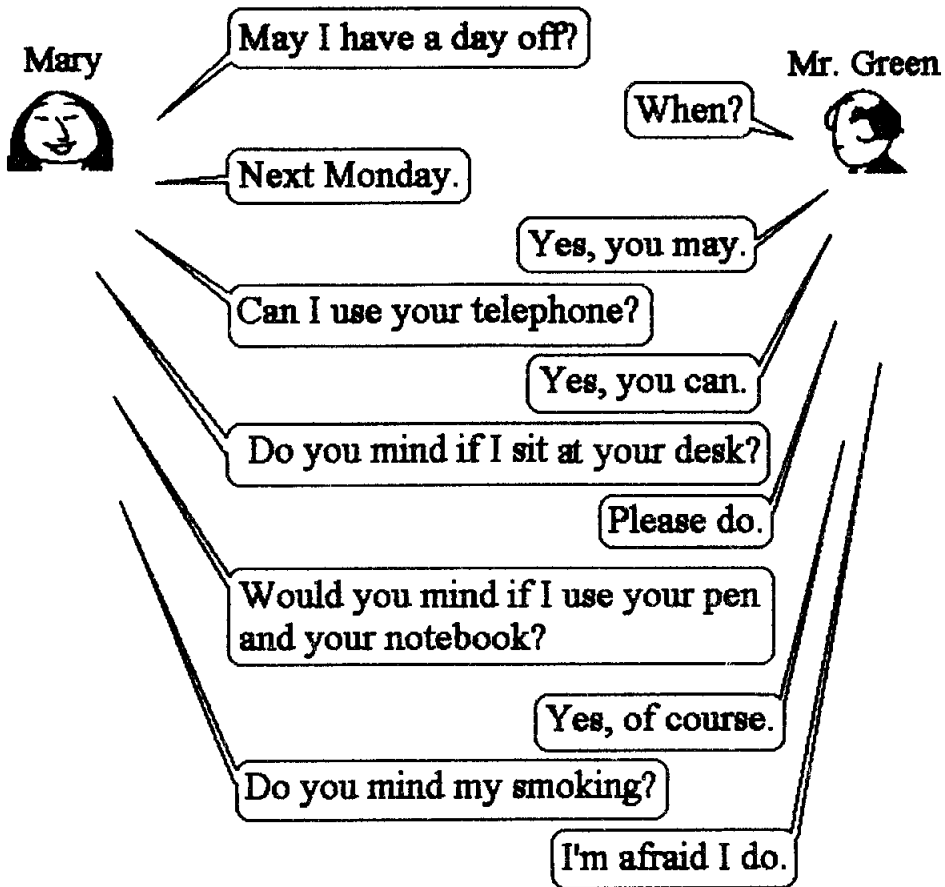 Mary
May I have a day off?
Mr. Green
When?
Next Monday.
Yes, you may.
Can I use your telephone?
Yes, you can.
Do you mind if I sit at your desk?
Please do.
Would you mind if I use your pen
and your notebook?
Yes, of course.
Do you mind my smoking?
I'm afraid I do.